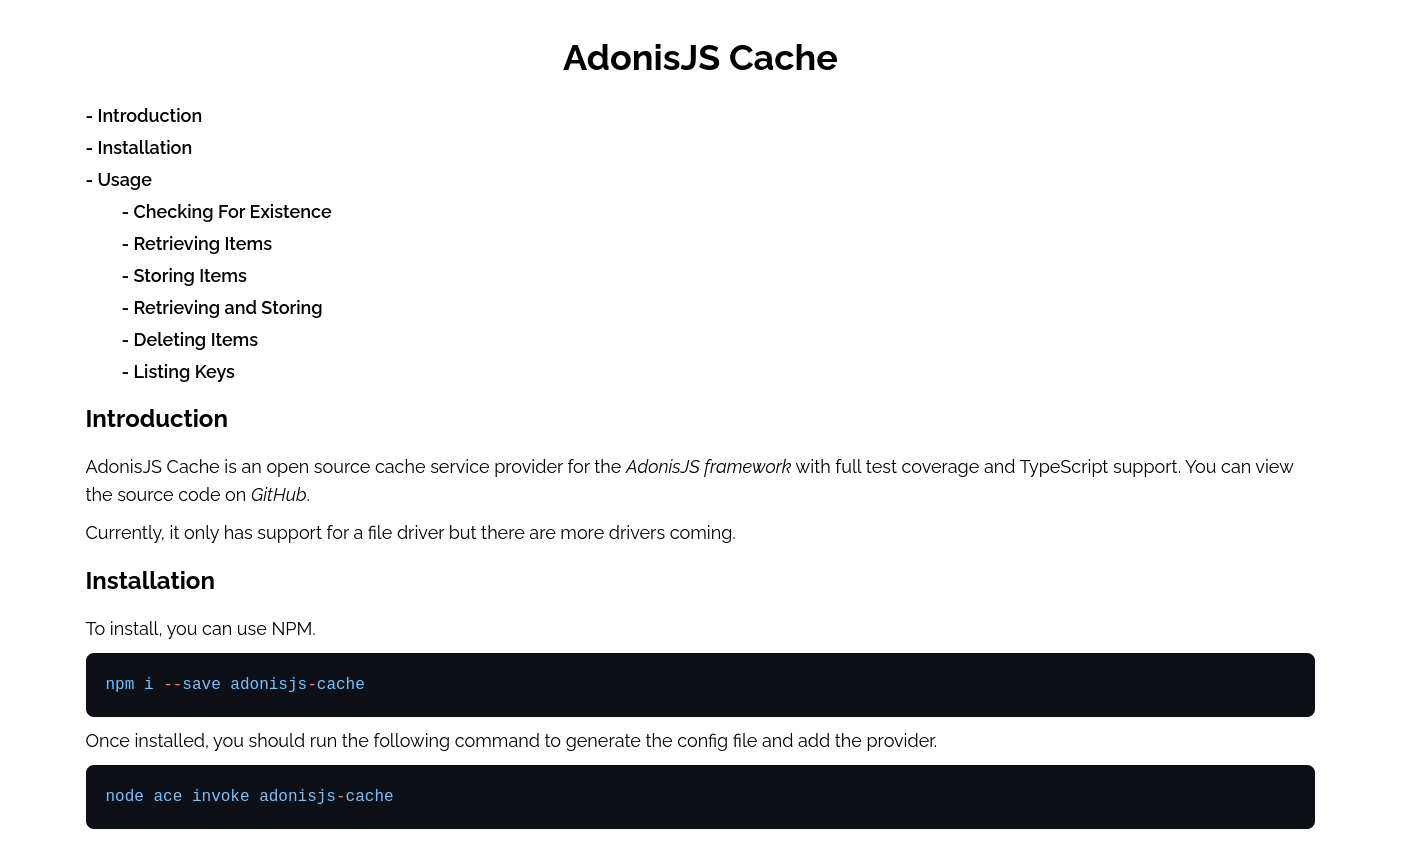 AdonisJS Cache
- Introduction
- Installation
- Usage
- Checking For Existence
- Retrieving Items
- Storing Items
- Retrieving and Storing
- Deleting Items
- Listing Keys
Introduction
AdonisJS Cache is an open source cache service provider for the AdonisJS framework with full test coverage and TypeScript support. You can view
the source code on GitHub.
Currently, it only has support for a file driver but there are more drivers coming.
Installation
To install, you can use NPM.
npm i --save adonisjs-cache
Once installed, you should run the following command to generate the config file and add the provider.
node ace invoke adonisjs-cache